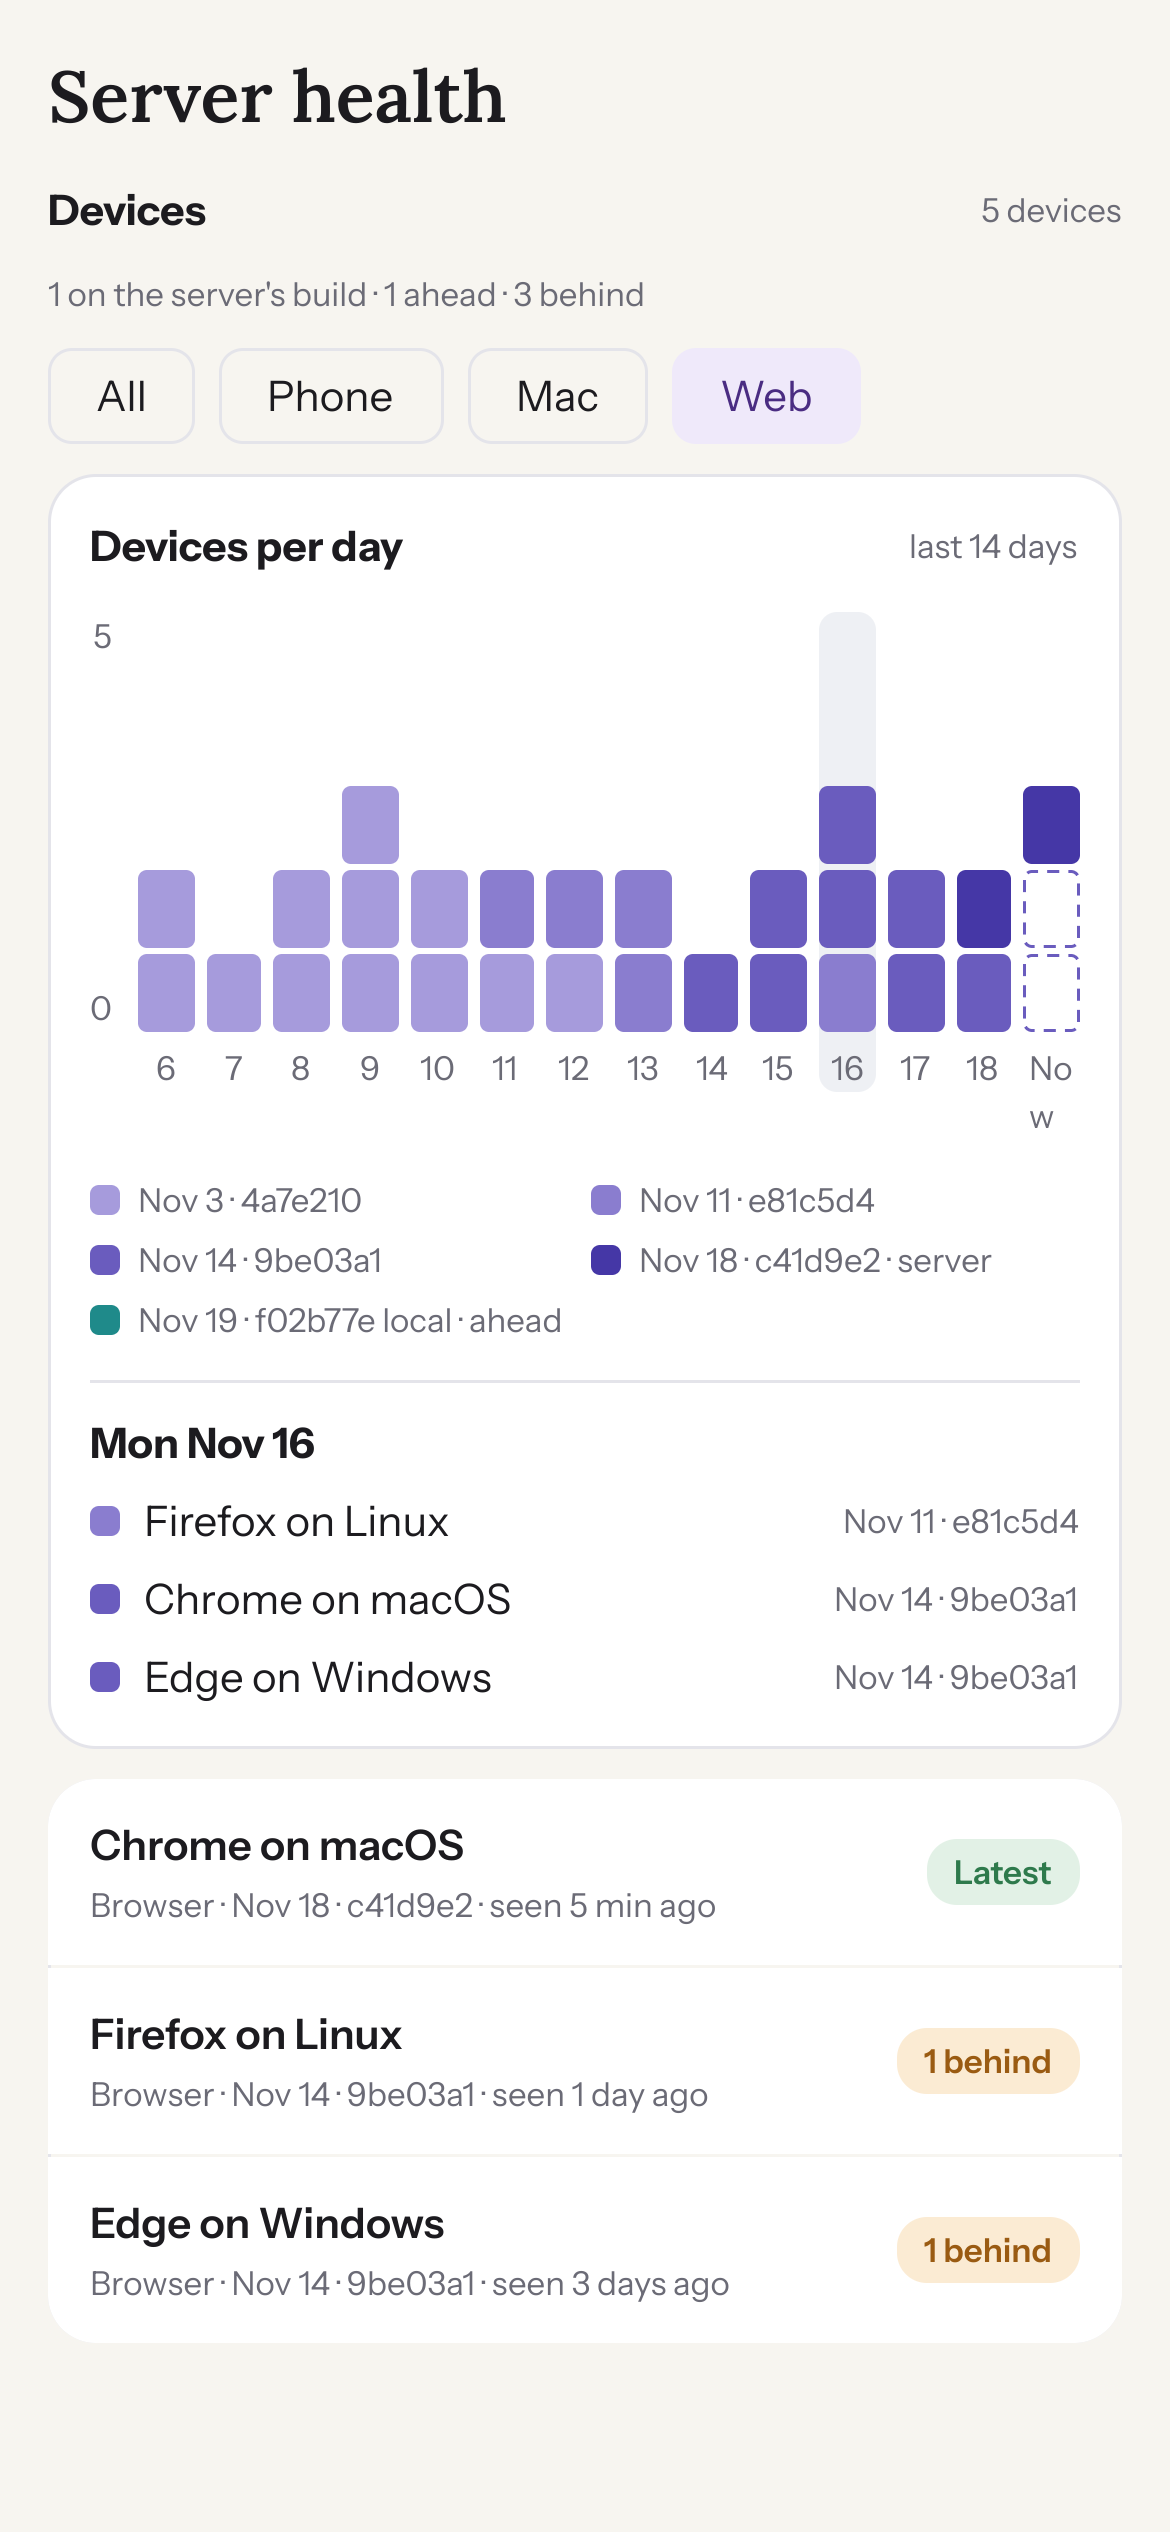 Server health
Devices
5 devices
1 on the server's build · 1 ahead · 3 behind
All
Phone
Mac
Web
Devices per day
last 14 days
5
0
6 7 8 9 10 11 12 13 14 15 16 17 18 No
w
Nov 3 · 4a7e210
Nov 11 · e81c5d4
Nov 14 · 9be03a1
Nov 18 · c41d9e2 · server
Nov 19 · f02b77e local · ahead
Mon Nov 16
Firefox on Linux
Nov 11 · e81c5d4
Chrome on macOS
Nov 14 · 9be03a1
Edge on Windows
Nov 14 · 9be03a1
Chrome on macOS
Browser · Nov 18 · c41d9e2 · seen 5 min ago
Latest
Firefox on Linux
Browser · Nov 14 · 9be03a1 · seen 1 day ago
1 behind
Edge on Windows
Browser · Nov 14 · 9be03a1 · seen 3 days ago
1 behind